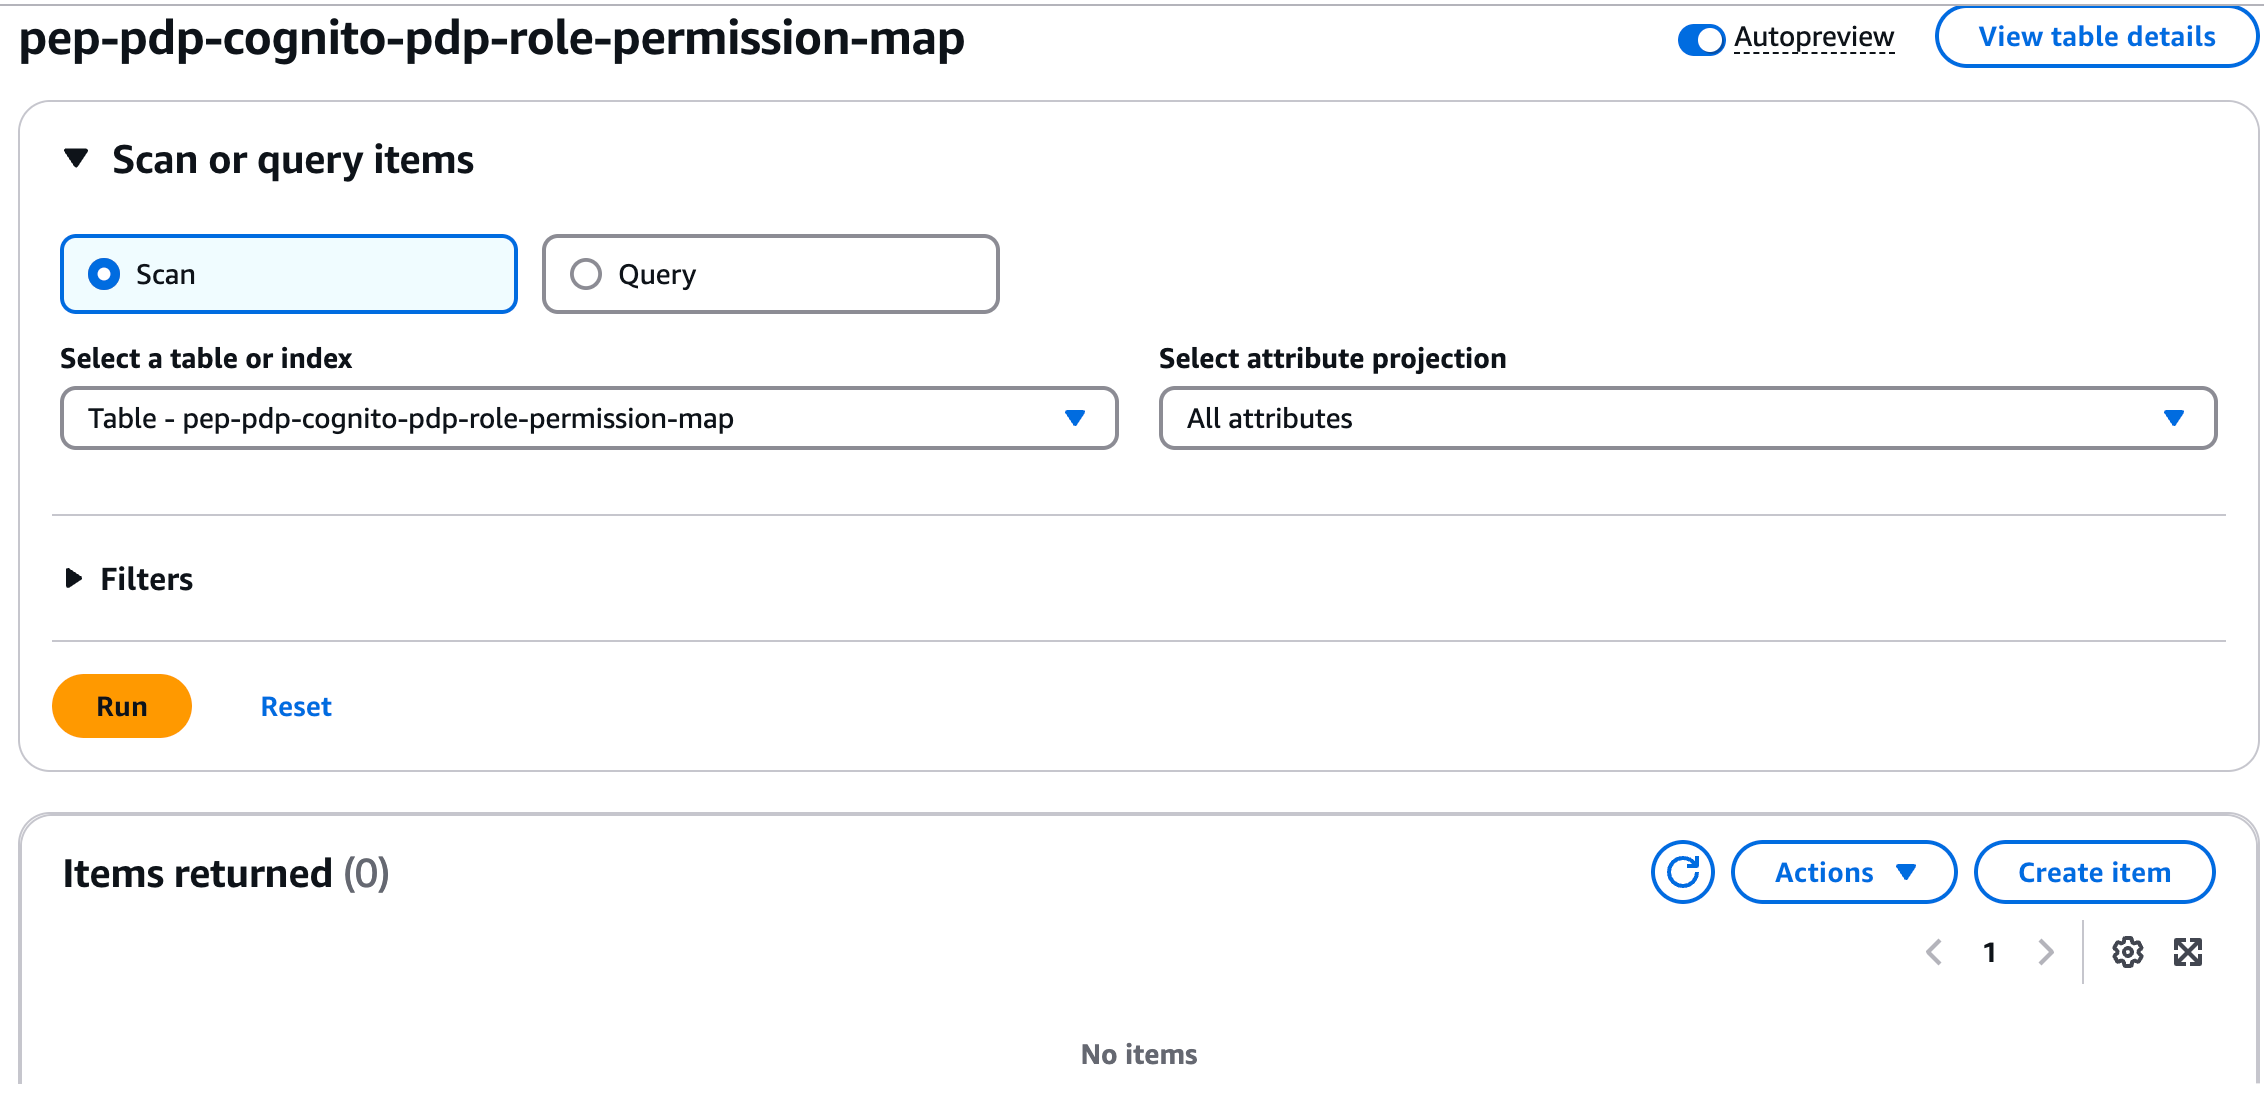 pep-pdp-cognito-pdp-role-permission-map
Autopreview
View table details
Scan or query items
Scan
Query
Select a table or index
Select attribute projection
Table - pep-pdp-cognito-pdp-role-permission-map
All attributes
Filters
Run
Reset
Items returned (0)
Actions
Create item
1
No items